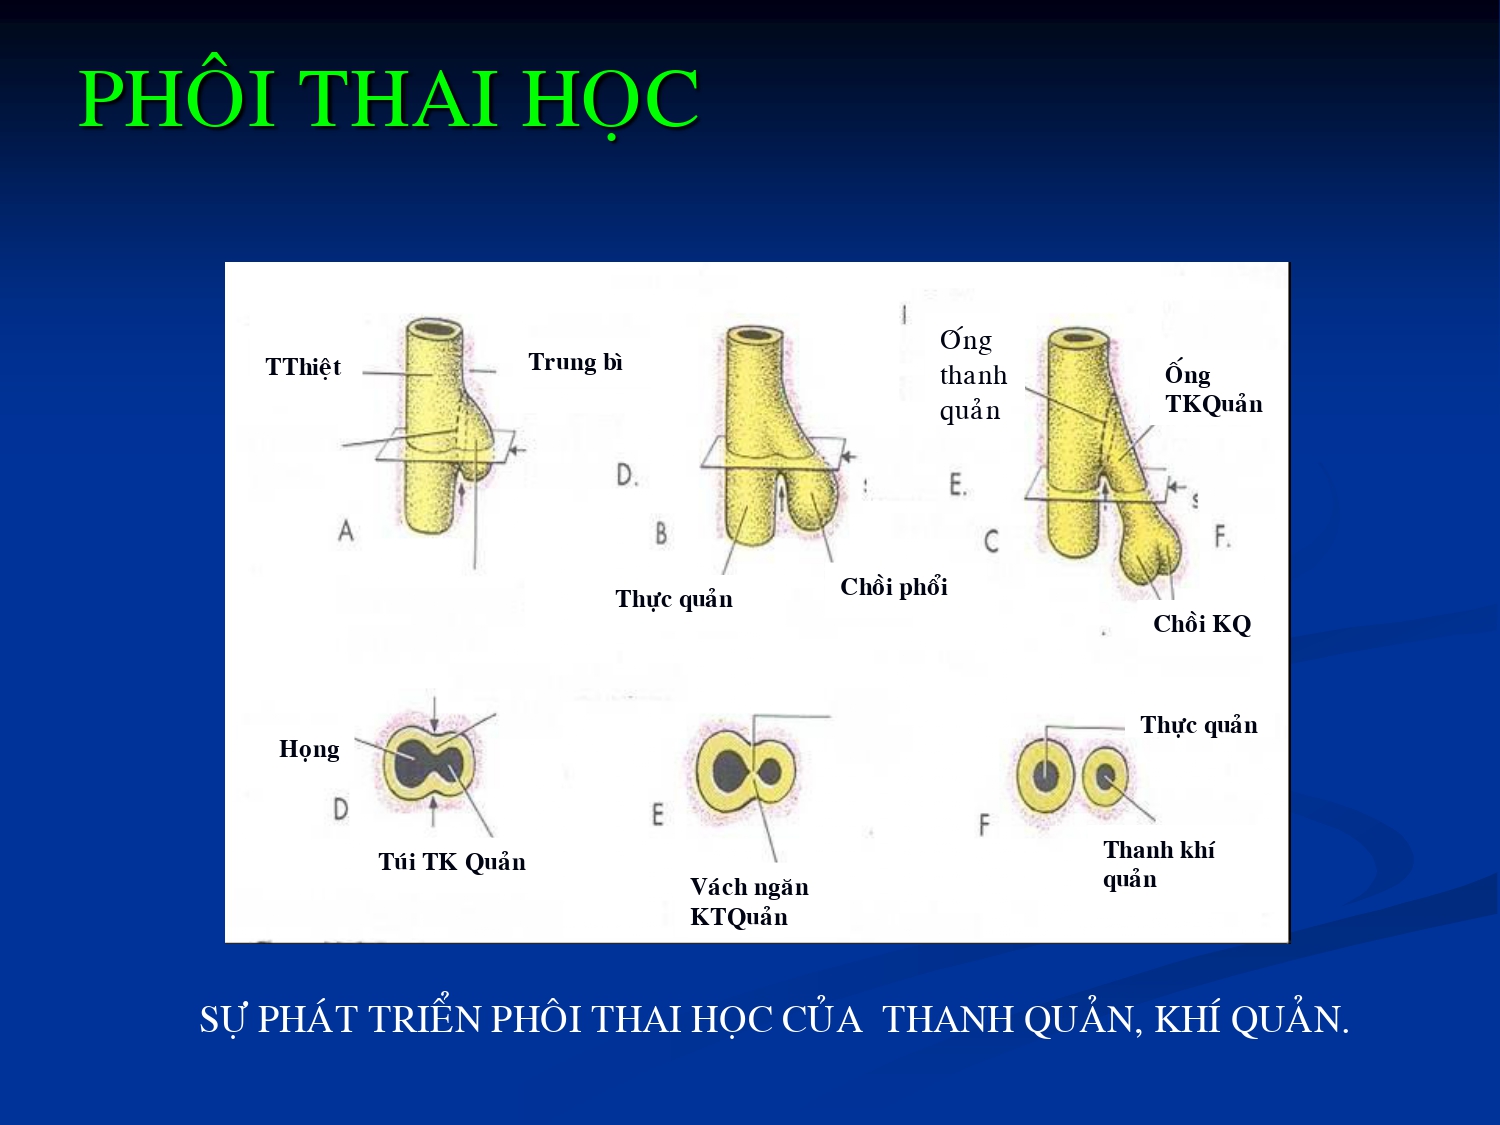 PHÔI THAI HỌC
TThiệt
Trung bì
Ơńg
thanh
quản
Ống
TKQuản
D.
E.
s
F.
A
B
C
Thực quản
Chồi phổi
Chồi KQ
Họng
Thực quản
D
E
F
Túi TK Quản
Vách ngăn
KTQuản
Thanh khí
quản
SỰ PHÁT TRIỂN PHÔI THAI HỌC CỦA THANH QUẢN, KHÍ QUẢN.